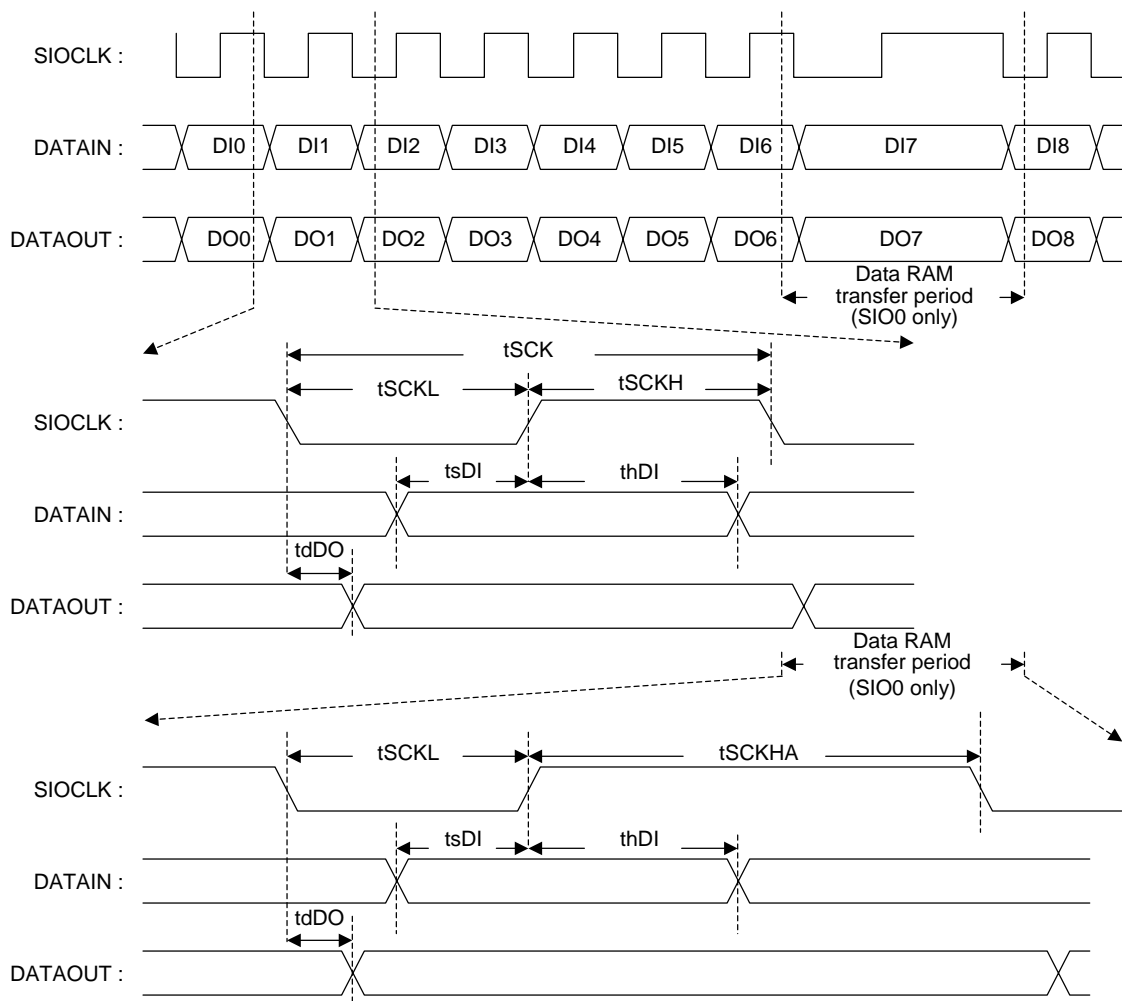 SIOCLK :
DATAIN : DI0 DI1 DI2 DI3 DI4 DI5 DI6 DI7 DI8
DATAOUT : DO0 DO1 DO2 DO3 DO4 DO5 DO6 DO7 DO8
Data RAM
transfer period
(SIO0 only)
tSCK
tSCKL tSCKH
SIOCLK :
tsDI thDI
DATAIN :
tdDO
DATAOUT :
Data RAM
transfer period
(SIO0 only)
tSCKL tSCKHA
SIOCLK :
tsDI thDI
DATAIN :
tdDO
DATAOUT :